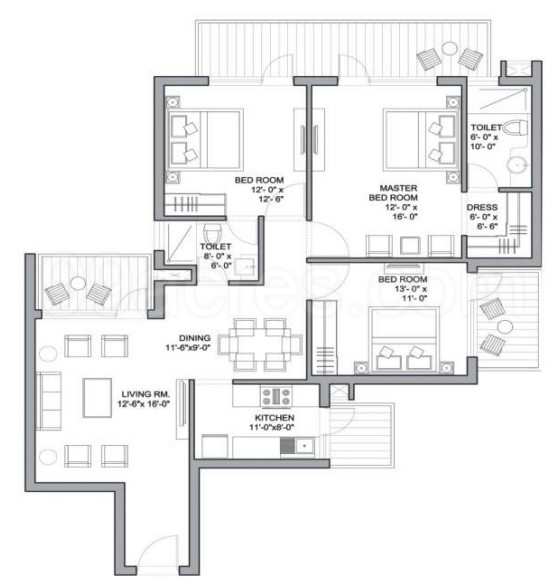 TOILET
6'- 0" x
10'- 0"
BED ROOM
12'- 0" x
12'- 6"
MASTER
BED ROOM
12'- 0" x
16'- 0"
DRESS
6'- 0" x
6'- 6"
TOILET
8'- 0" x
6'- 0"
BED ROOM
13'- 0" x
11'- 0"
DINING
11'-6"x9'-0"
LIVING RM.
12'-6"x 16'-0"
KITCHEN
11'-0"x8'-0"